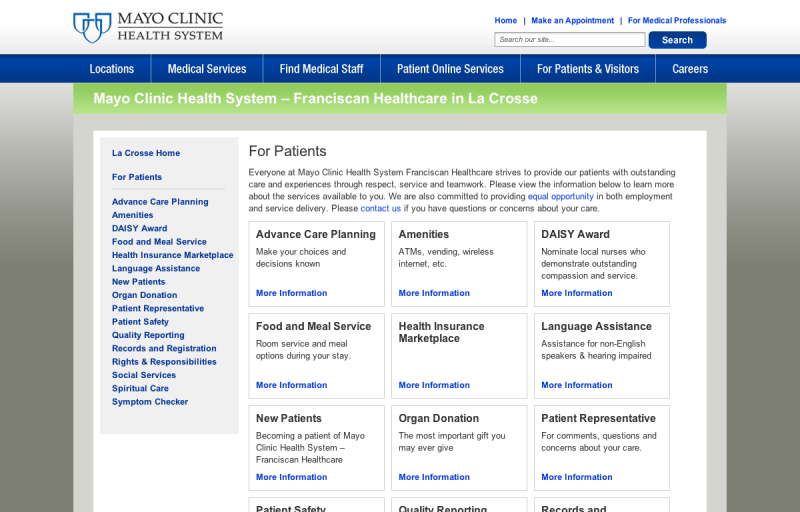 MAYO CLINIC
HEALTH SYSTEM
Home | Make an Appointment | For Medical Professionals
Search our site...
Search
Locations
Medical Services
Find Medical Staff
Patient Online Services
For Patients & Visitors
Careers
Mayo Clinic Health System – Franciscan Healthcare in La Crosse
La Crosse Home
For Patients
Advance Care Planning
Amenities
DAISY Award
Food and Meal Service
Health Insurance Marketplace
Language Assistance
New Patients
Organ Donation
Patient Representative
Patient Safety
Quality Reporting
Records and Registration
Rights & Responsibilities
Social Services
Spiritual Care
Symptom Checker
For Patients
Everyone at Mayo Clinic Health System Franciscan Healthcare strives to provide our patients with outstanding
care and experiences through respect, service and teamwork. Please view the information below to learn more
about the services available to you. We are also committed to providing equal opportunity in both employment
and service delivery. Please contact us if you have questions or concerns about your care.
Advance Care Planning
Make your choices and
decisions known
More Information
Amenities
ATMs, vending, wireless
internet, etc.
More Information
DAISY Award
Nominate local nurses who
demonstrate outstanding
compassion and service.
More Information
Food and Meal Service
Room service and meal
options during your stay.
More Information
Health Insurance
Marketplace
More Information
Language Assistance
Assistance for non-English
speakers & hearing impaired
More Information
New Patients
Becoming a patient of Mayo
Clinic Health System –
Franciscan Healthcare
More Information
Organ Donation
The most important gift you
may ever give
More Information
Patient Representative
For comments, questions and
concerns about your care.
More Information
Patient Safety
Quality Reporting
Records and